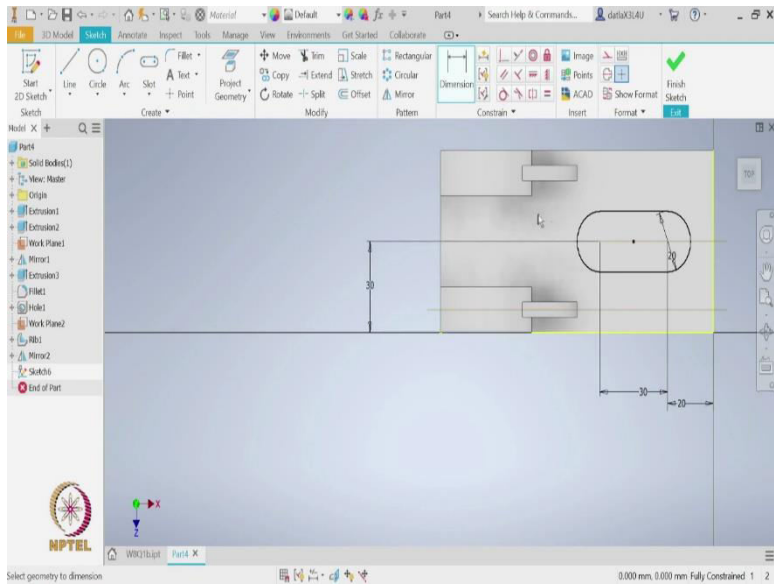 Material Default fx Part4 Search Help & Commands... datlaX3L4U
File 3D Model Sketch Annotate Inspect Tools Manage View Environments Get Started Collaborate
Start 2D Sketch Line Circle Arc Slot Fillet Text Point Project Geometry Move Copy Rotate Trim Extend Split Scale Stretch Offset Rectangular Circular Mirror Dimension Image Points ACAD Show Format Finish Sketch
Sketch Create Modify Pattern Constrain Insert Format Exit
Model
Part4
Solid Bodies(1)
View: Master
Origin
Extrusion1
Extrusion2
Work Plane1
Mirror1
Extrusion3
Fillet1
Hole1
Work Plane2
Rib1
Mirror2
Sketch6
End of Part
TOP
20
30
30
20
X
Z
NPTEL
W8Q1b.ipt Part4
Select geometry to dimension 0.000 mm, 0.000 mm Fully Constrained 1 2